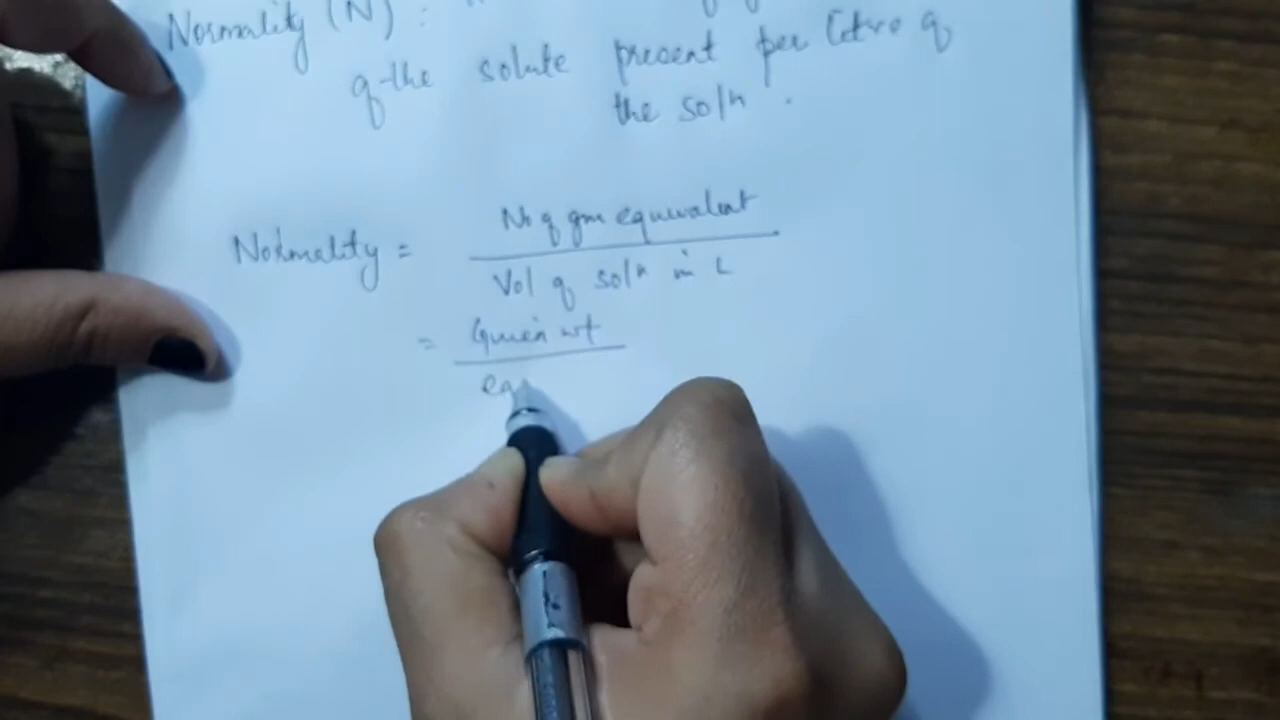 Normality (N) :
of the solute present per litre of
the solⁿ .
Normality = No of gm equivalent
Vol of solⁿ in L
= Given wt
eq